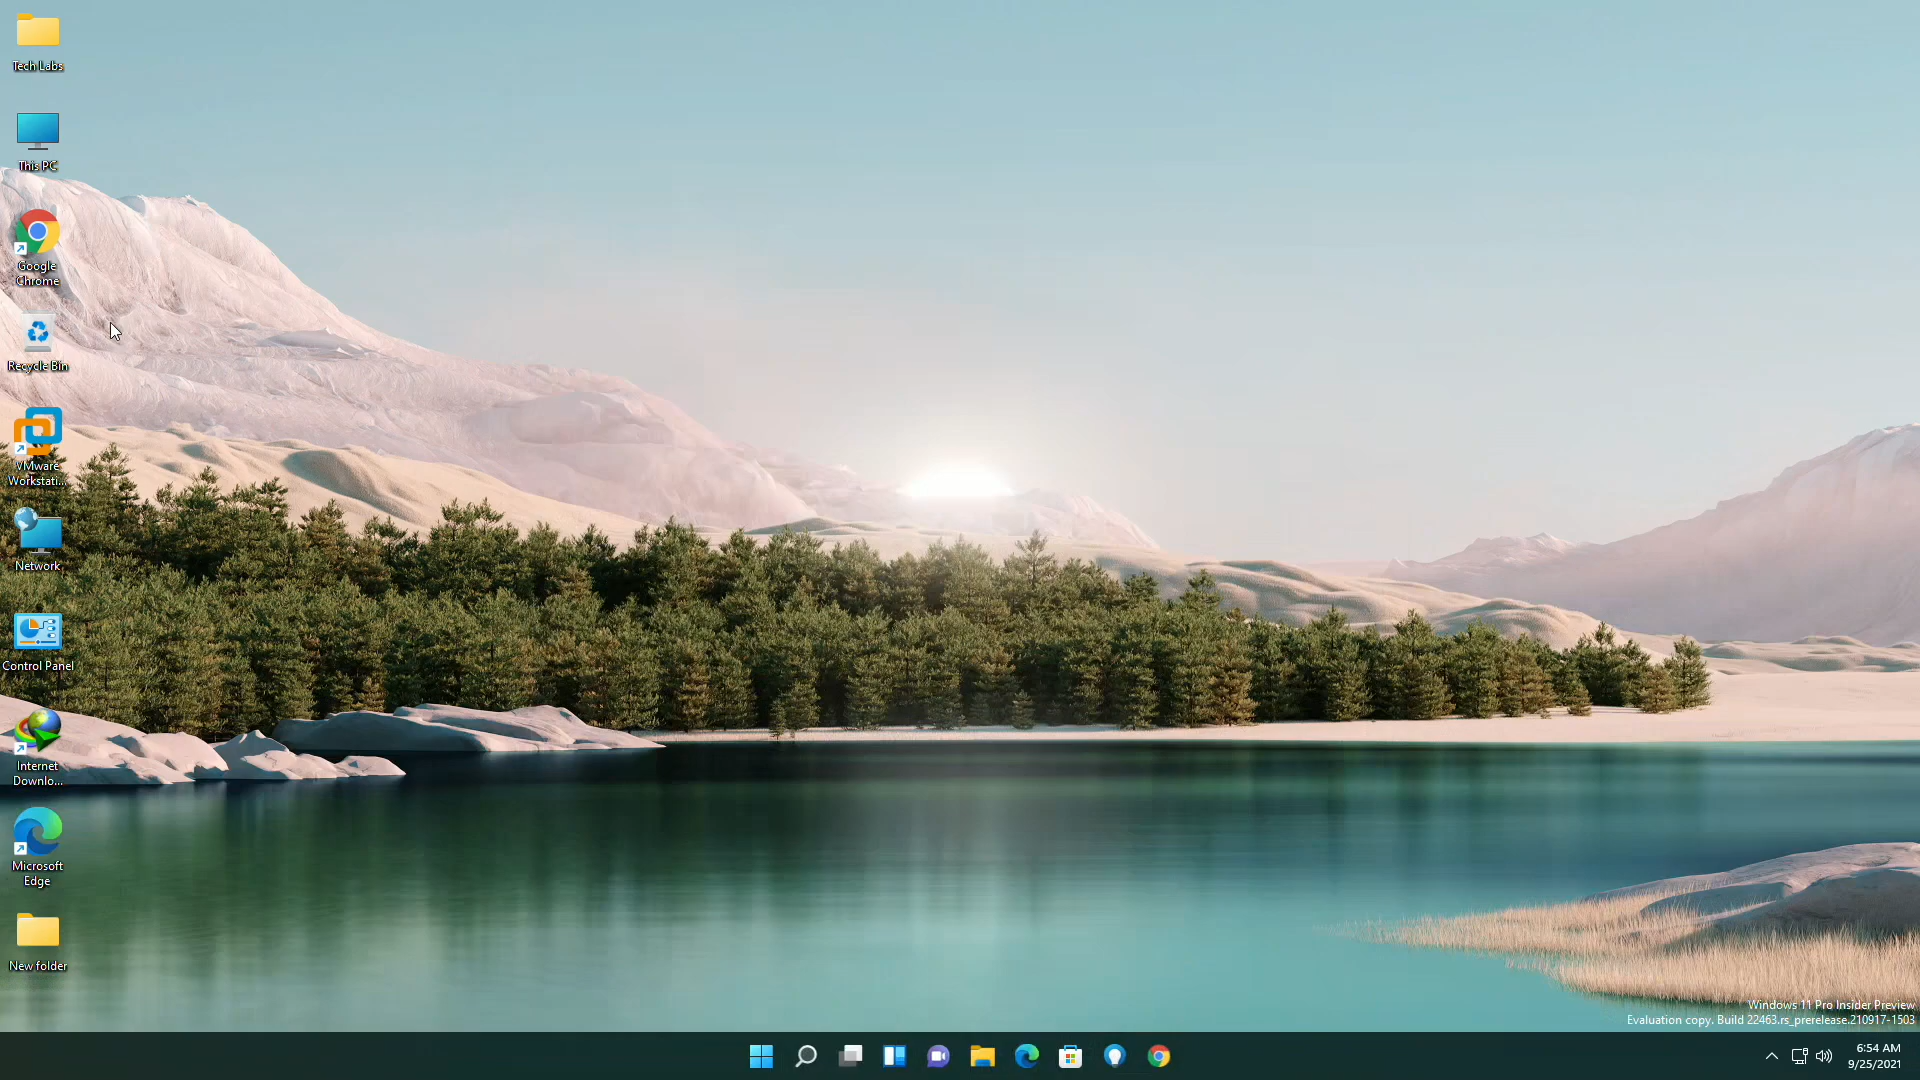 Tech Labs
This PC
Google
Chrome
Recycle Bin
VMware
Workstati...
Network
Control Panel
Internet
Downlo...
Microsoft
Edge
New folder
Windows 11 Pro Insider Preview
Evaluation copy. Build 22463.rs_prerelease.210917-1503
6:54 AM
9/25/2021